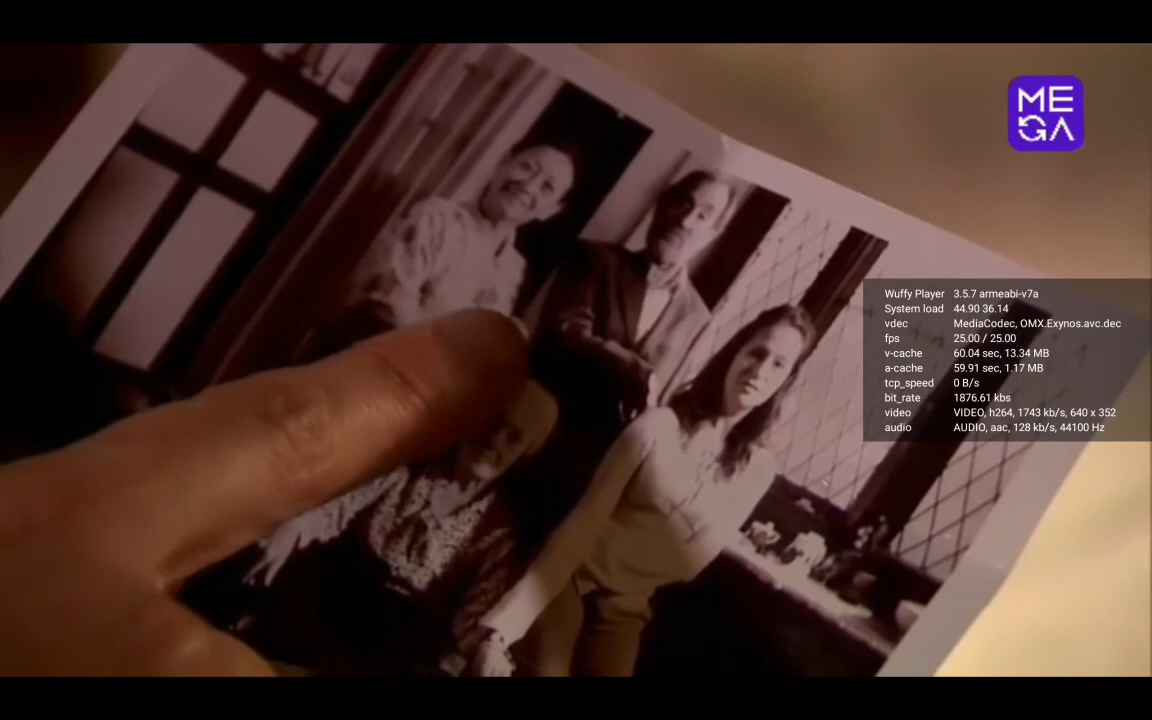 ME
GA
Wuffy Player 3.5.7 armeabi-v7a
System load 44.90 36.14
vdec MediaCodec, OMX.Exynos.avc.dec
fps 25.00 / 25.00
v-cache 60.04 sec, 13.34 MB
a-cache 59.91 sec, 1.17 MB
tcp_speed 0 B/s
bit_rate 1876.61 kbs
video VIDEO, h264, 1743 kb/s, 640 x 352
audio AUDIO, aac, 128 kb/s, 44100 Hz